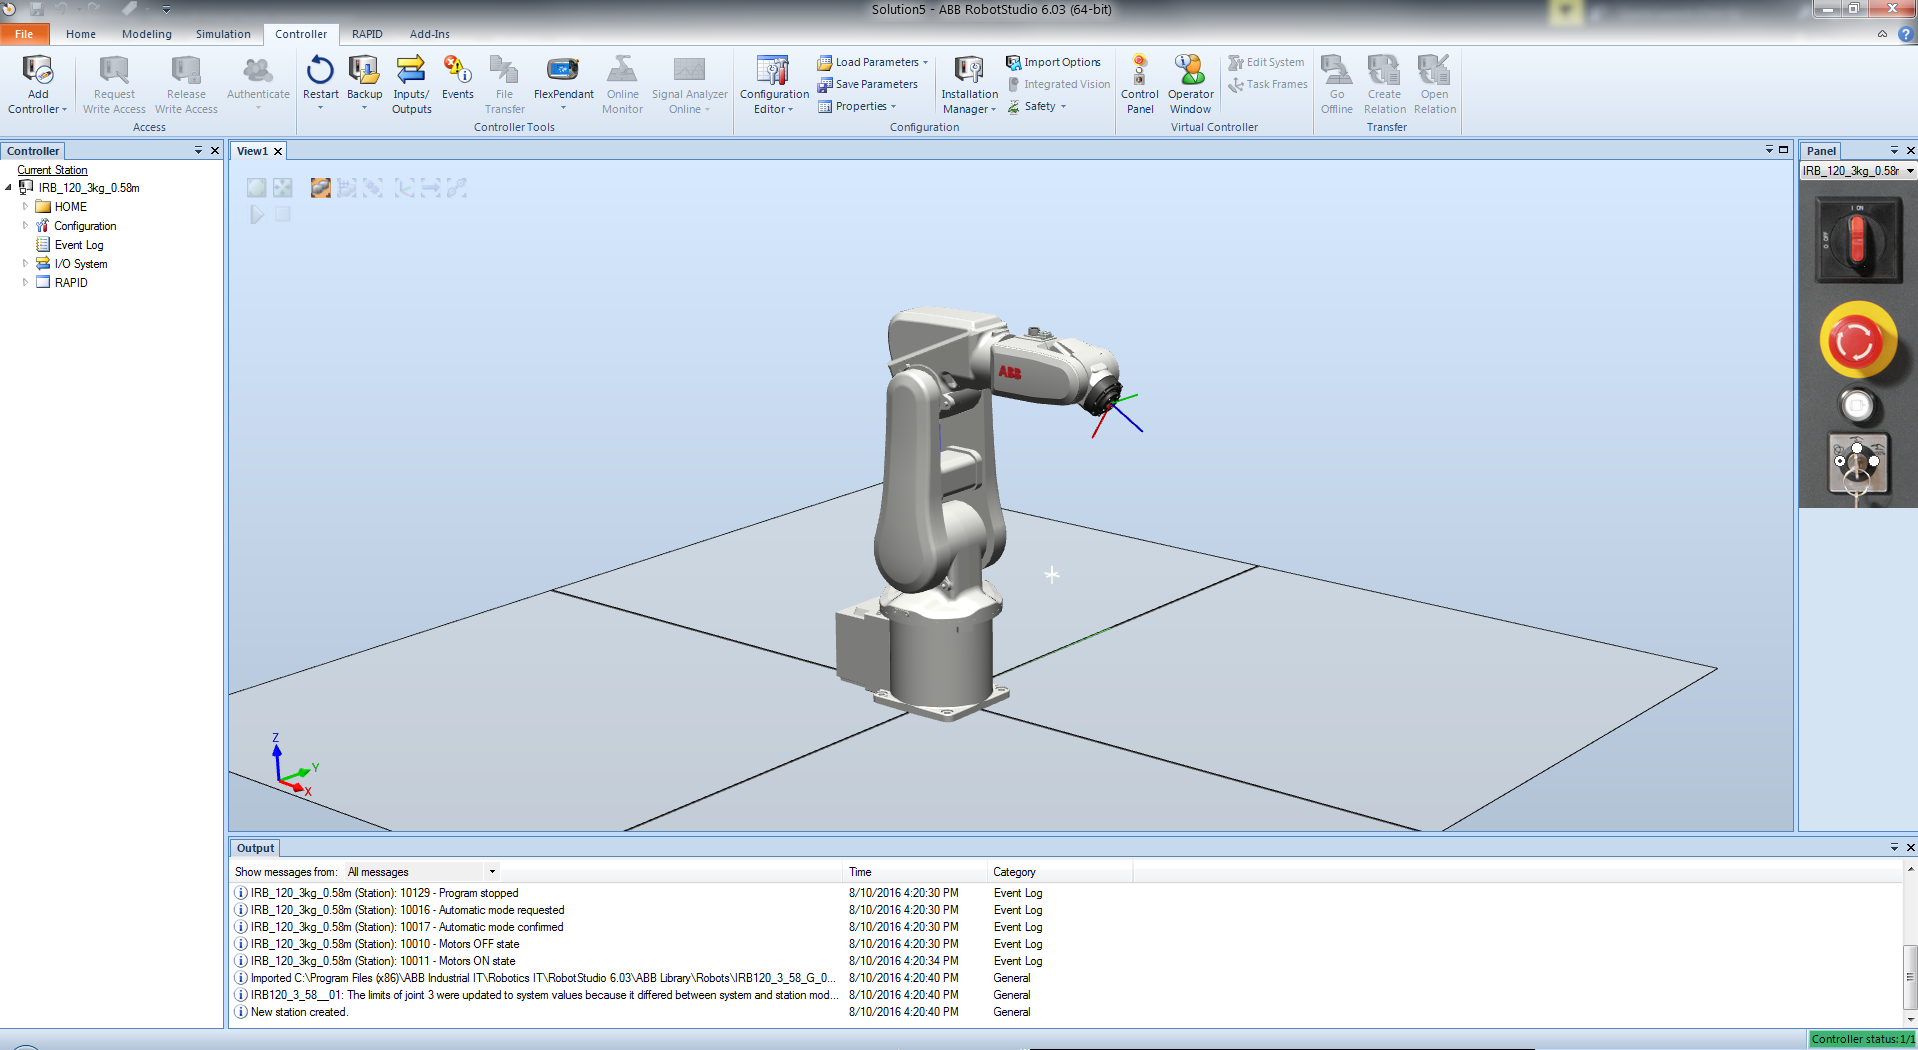 Solution5 - ABB RobotStudio 6.03 (64-bit)
File Home Modeling Simulation Controller RAPID Add-Ins
Add Controller
Request Write Access
Release Write Access
Authenticate
Access
Restart
Backup
Inputs/ Outputs
Events
File Transfer
FlexPendant
Online Monitor
Signal Analyzer Online
Controller Tools
Configuration Editor
Load Parameters
Save Parameters
Properties
Installation Manager
Import Options
Integrated Vision
Safety
Configuration
Control Panel
Operator Window
Edit System
Task Frames
Virtual Controller
Go Offline
Create Relation
Open Relation
Transfer
Controller
Current Station
IRB_120_3kg_0.58m
HOME
Configuration
Event Log
I/O System
RAPID
View1
ABB
Z
Y
X
Panel
IRB_120_3kg_0.58
I ON
O OFF
Output
Show messages from: All messages Time Category
IRB_120_3kg_0.58m (Station): 10129 - Program stopped 8/10/2016 4:20:30 PM Event Log
IRB_120_3kg_0.58m (Station): 10016 - Automatic mode requested 8/10/2016 4:20:30 PM Event Log
IRB_120_3kg_0.58m (Station): 10017 - Automatic mode confirmed 8/10/2016 4:20:30 PM Event Log
IRB_120_3kg_0.58m (Station): 10010 - Motors OFF state 8/10/2016 4:20:30 PM Event Log
IRB_120_3kg_0.58m (Station): 10011 - Motors ON state 8/10/2016 4:20:34 PM Event Log
Imported C:\Program Files (x86)\ABB Industrial IT\Robotics IT\RobotStudio 6.03\ABB Library\Robots\IRB120_3_58_G_0... 8/10/2016 4:20:40 PM General
IRB120_3_58__01: The limits of joint 3 were updated to system values because it differed between system and station mod... 8/10/2016 4:20:40 PM General
New station created. 8/10/2016 4:20:40 PM General
Controller status: 1/1